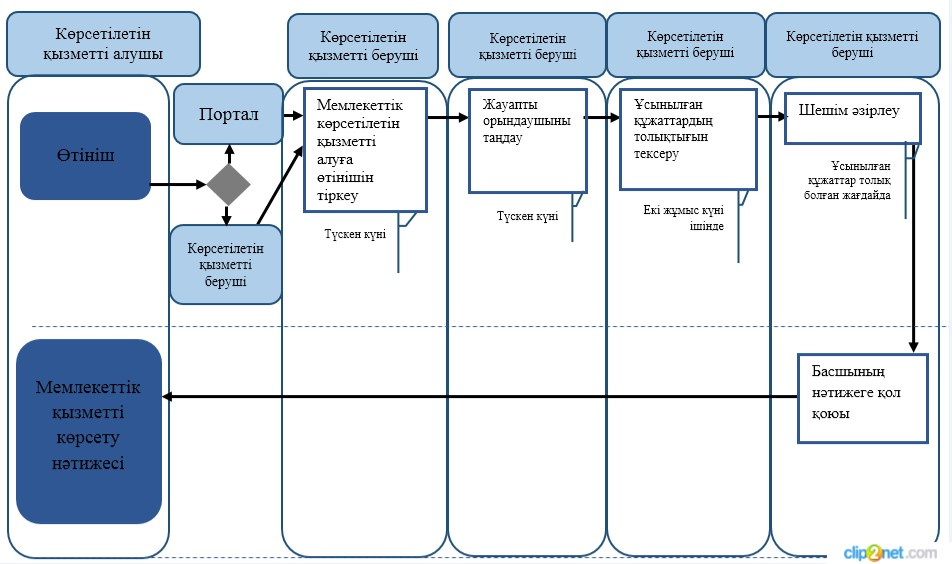 Көрсетілетін
қызметті алушы
Көрсетілетін
қызметті беруші
Көрсетілетін
қызметті беруші
Көрсетілетін
қызметті беруші
Көрсетілетін қызметті
беруші
Өтініш
Портал
Көрсетілетін
қызметті
беруші
Мемлекеттік
көрсетілетін
қызметті
алуға
өтінішін
тіркеу
Түскен күні
Жауапты
орындаушыны
таңдау
Түскен күні
Ұсынылған
құжаттардың
толықтығын
тексеру
Екі жұмыс күні
ішінде
Шешім әзірлеу
Ұсынылған
құжаттар толық
болған жағдайда
Мемлекеттік
қызметті
көрсету
нәтижесі
Басшының
нәтижеге қол
қоюы
clip2net.com